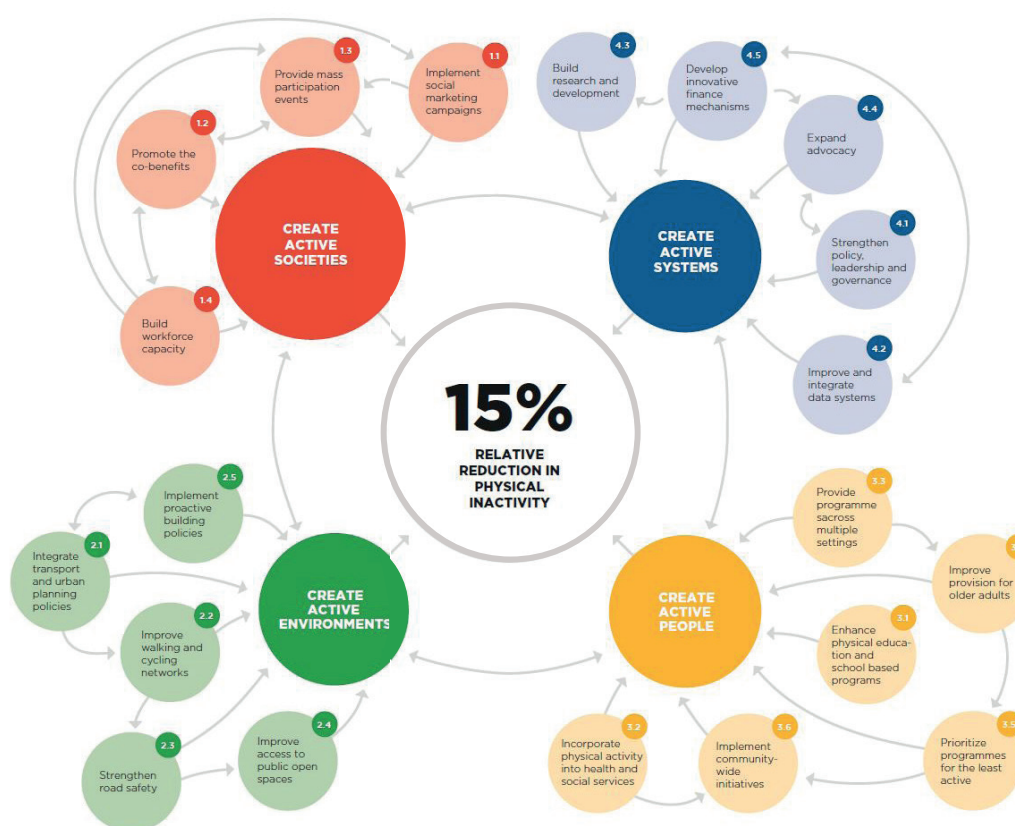 1.3
Provide mass
participation
events
1.1
Implement
social
marketing
campaigns
1.2
Promote the
co-benefits
1.4
Build
workforce
capacity
CREATE
ACTIVE
SOCIETIES
4.3
Build
research and
development
4.5
Develop
innovative
finance
mechanisms
4.4
Expand
advocacy
4.1
Strengthen
policy,
leadership and
governance
4.2
Improve and
integrate
data systems
CREATE
ACTIVE
SYSTEMS
15%
RELATIVE
REDUCTION IN
PHYSICAL
INACTIVITY
2.5
Implement
proactive
building
policies
2.1
Integrate
transport
and urban
planning
policies
2.2
Improve
walking and
cycling
networks
2.3
Strengthen
road safety
2.4
Improve
access to
public open
spaces
CREATE
ACTIVE
ENVIRONMENTS
3.3
Provide
programme
sacross
multiple
settings
Improve
provision for
older adults
3.1
Enhance
physical educa-
tion and
school based
programs
3.5
Prioritize
programmes
for the least
active
3.6
Implement
community-
wide
initiatives
3.2
Incorporate
physical activity
into health and
social services
CREATE
ACTIVE
PEOPLE